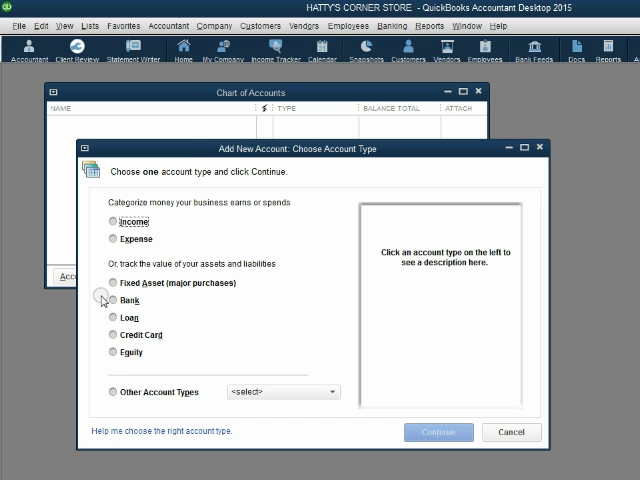 HATTY'S CORNER STORE - QuickBooks Accountant Desktop 2015
File Edit View Lists Favorites Accountant Company Customers Vendors Employees Banking Reports Window Help
Accountant Client Review Statement Writer Home My Company Income Tracker Calendar Snapshots Customers Vendors Employees Bank Feeds Docs Reports
Chart of Accounts
NAME TYPE BALANCE TOTAL ATTACH
Add New Account: Choose Account Type
Choose one account type and click Continue.
Categorize money your business earns or spends
Income
Expense
Or, track the value of your assets and liabilities
Fixed Asset (major purchases)
Bank
Loan
Credit Card
Equity
Other Account Types <select>
Click an account type on the left to
see a description here.
Help me choose the right account type.
Continue Cancel